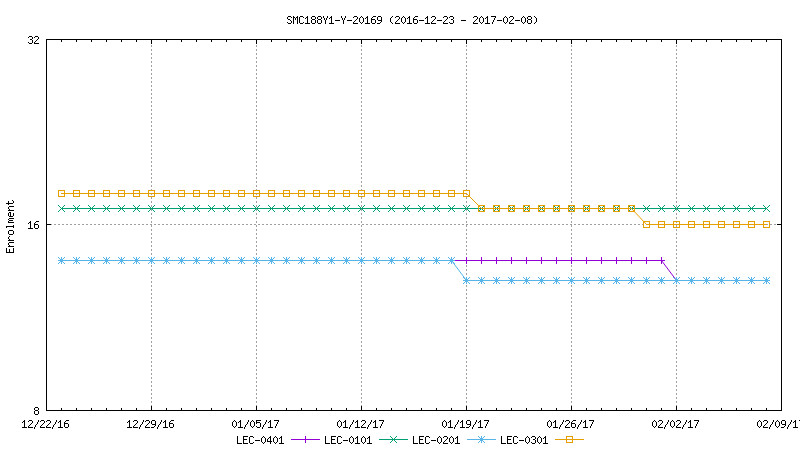 SMC188Y1-Y-20169 (2016-12-23 - 2017-02-08)
32
Enrolment
16
8
12/22/16 12/29/16 01/05/17 01/12/17 01/19/17 01/26/17 02/02/17 02/09/1
LEC-0401 LEC-0101 LEC-0201 LEC-0301